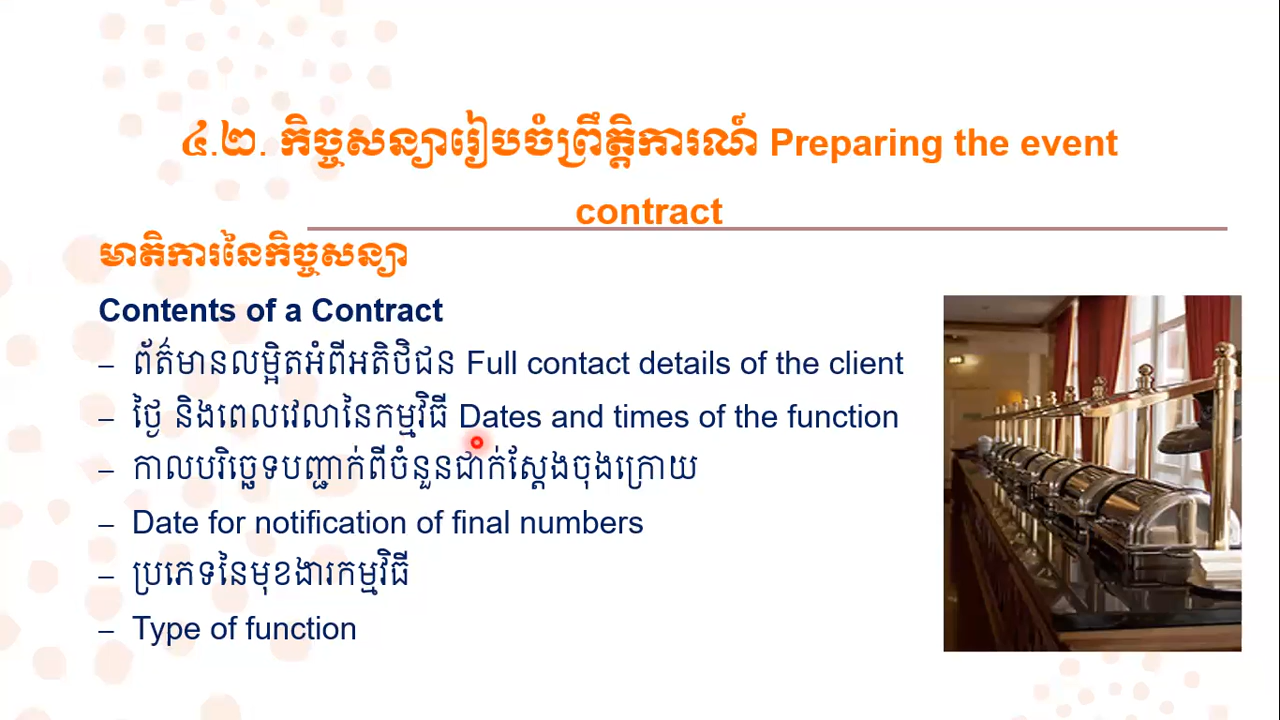 ៤.២. កិច្ចសន្យារៀបចំព្រឹត្តិការណ៍ Preparing the event
contract
មាតិការនៃកិច្ចសន្យា
Contents of a Contract
– ព័ត៌មានលម្អិតអំពីអតិថិជន Full contact details of the client
– ថ្ងៃ និងពេលវេលានៃកម្មវិធី Dates and times of the function
– កាលបរិច្ឆេទបញ្ជាក់ពីចំនួនជាក់ស្តែងចុងក្រោយ
– Date for notification of final numbers
– ប្រភេទនៃមុខងារកម្មវិធី
– Type of function